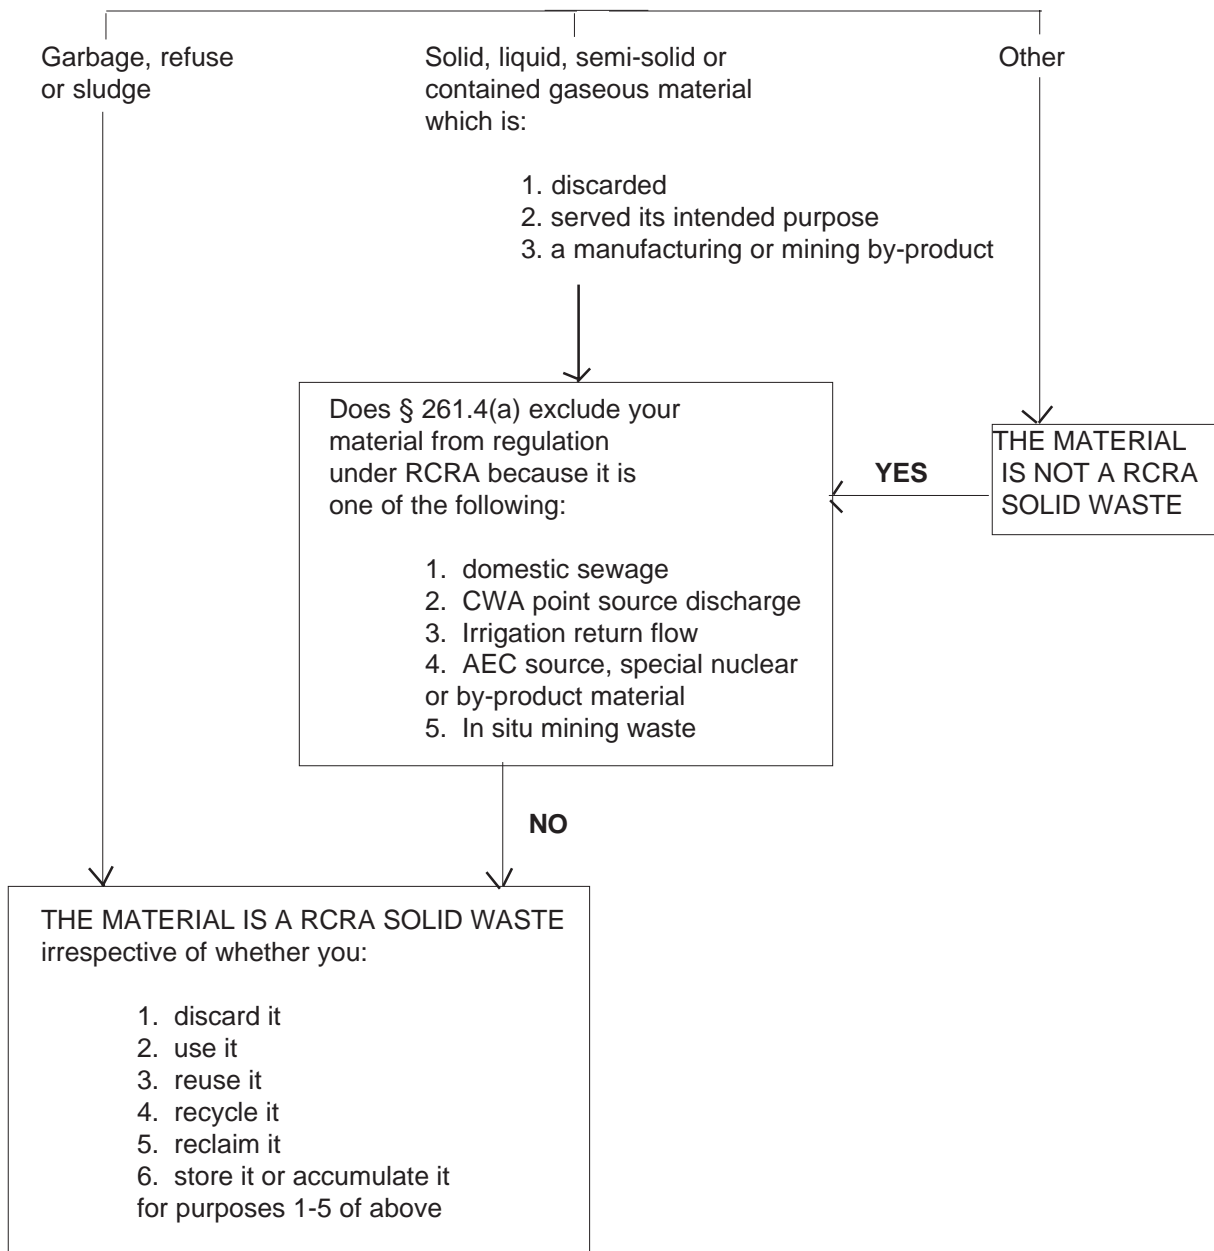 Garbage, refuse
or sludge
Solid, liquid, semi-solid or
contained gaseous material
which is:
1. discarded
2. served its intended purpose
3. a manufacturing or mining by-product
Other
Does § 261.4(a) exclude your
material from regulation
under RCRA because it is
one of the following:
1. domestic sewage
2. CWA point source discharge
3. Irrigation return flow
4. AEC source, special nuclear
or by-product material
5. In situ mining waste
YES
THE MATERIAL
IS NOT A RCRA
SOLID WASTE
NO
THE MATERIAL IS A RCRA SOLID WASTE
irrespective of whether you:
1. discard it
2. use it
3. reuse it
4. recycle it
5. reclaim it
6. store it or accumulate it
for purposes 1-5 of above